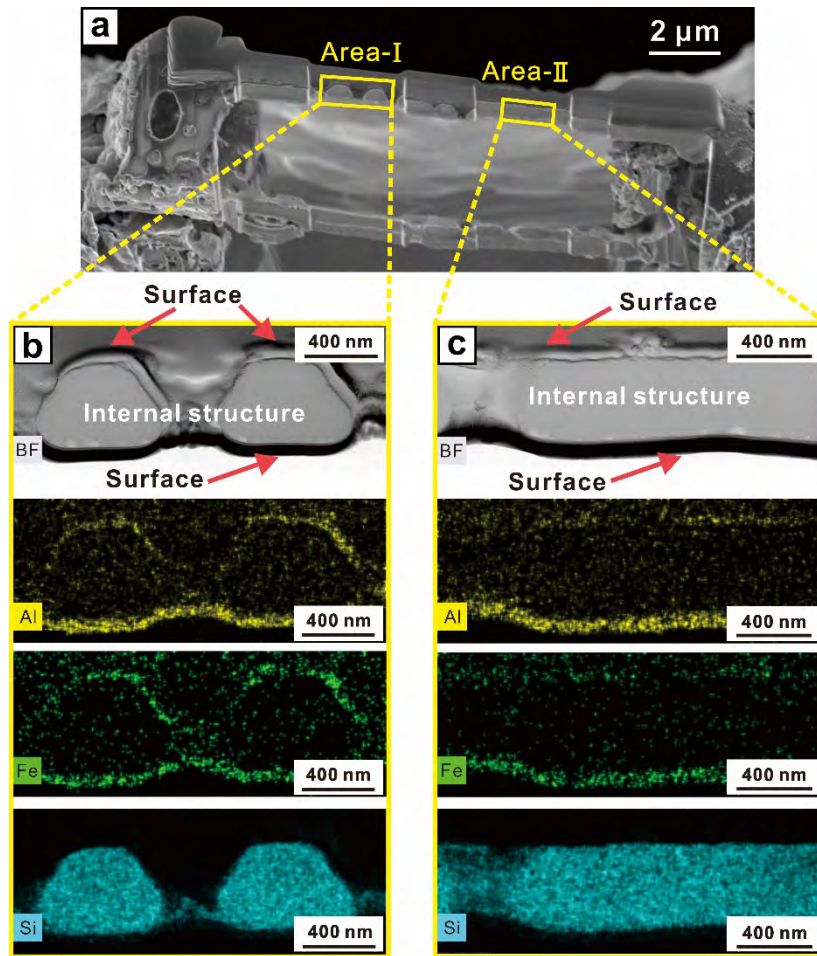 a
Area-Ⅰ
Area-Ⅱ
2 μm
Surface
Surface
b
400 nm
c
400 nm
Internal structure
Internal structure
BF
BF
Surface
Surface
Al
400 nm
Al
400 nm
Fe
400 nm
Fe
400 nm
Si
400 nm
Si
400 nm